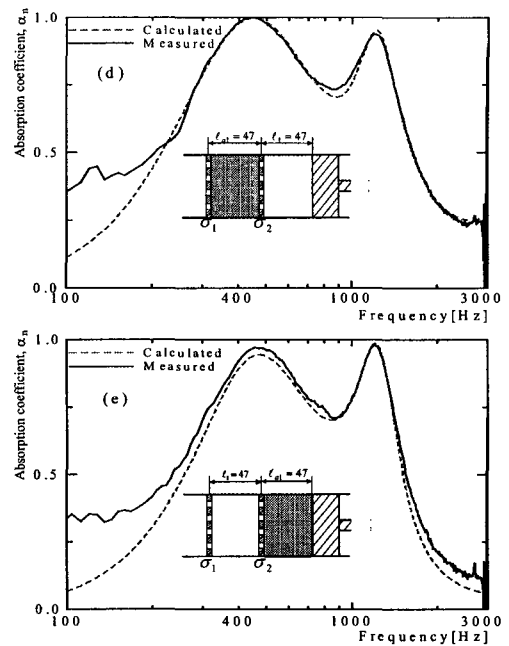 Absorption coefficient, αn
1.0
0.5
0.0
Calculated
Measured
(d)
ℓa1 = 47
ℓ1 = 47
σ1
σ2
100
400
1000
3000
Frequency[Hz]
Absorption coefficient, αn
1.0
0.5
0.0
Calculated
Measured
(e)
ℓ1=47
ℓa1=47
σ1
σ2
100
400
1000
3000
Frequency[Hz]